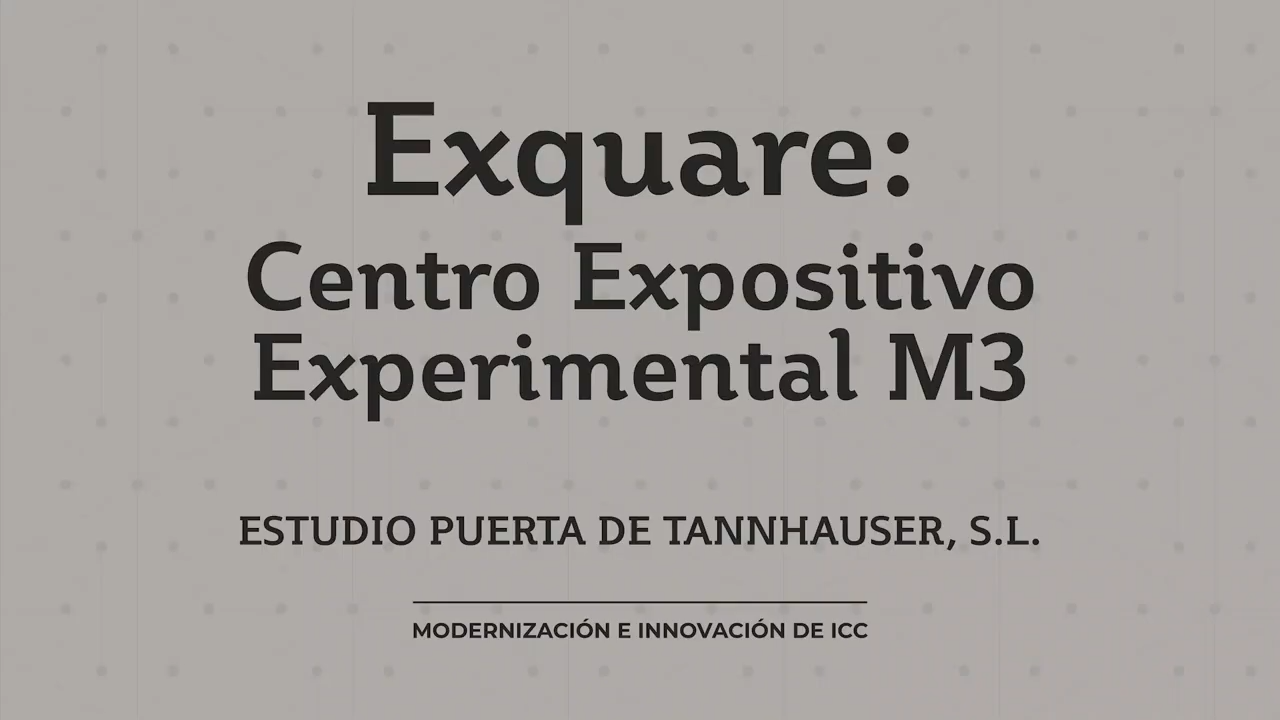 Exquare:
Centro Expositivo
Experimental M3
ESTUDIO PUERTA DE TANNHAUSER, S.L.
MODERNIZACIÓN E INNOVACIÓN DE ICC